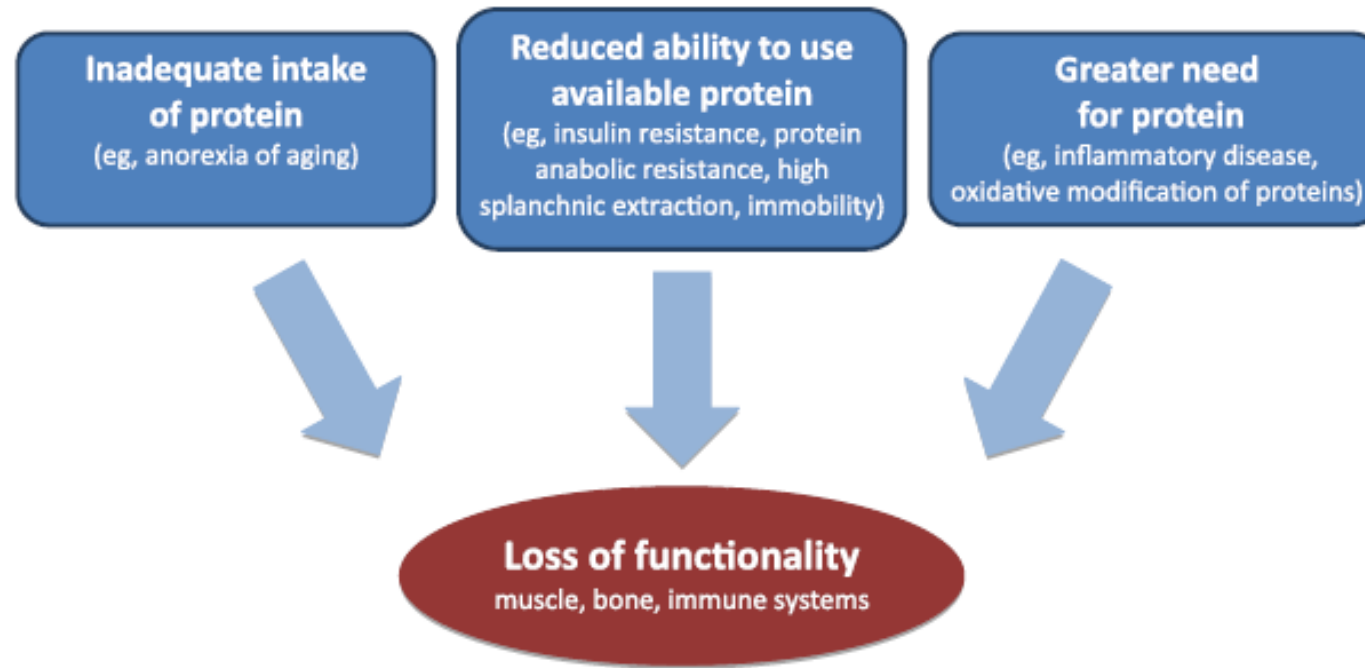 Inadequate intake
of protein
(eg, anorexia of aging)
Reduced ability to use
available protein
(eg, insulin resistance, protein
anabolic resistance, high
splanchnic extraction, immobility)
Greater need
for protein
(eg, inflammatory disease,
oxidative modification of proteins)
Loss of functionality
muscle, bone, immune systems